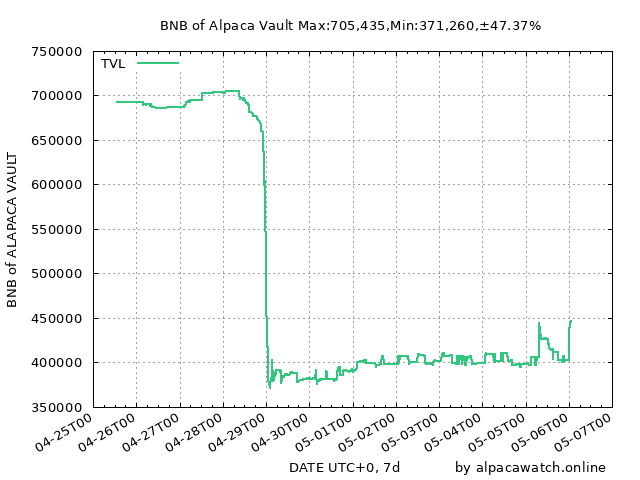 BNB of Alpaca Vault Max:705,435,Min:371,260,±47.37%
TVL
BNB of ALAPACA VAULT
750000
700000
650000
600000
550000
500000
450000
400000
350000
04-25T00
04-26T00
04-27T00
04-28T00
04-29T00
04-30T00
05-01T00
05-02T00
05-03T00
05-04T00
05-05T00
05-06T00
05-07T00
DATE UTC+0, 7d
by alpacawatch.online